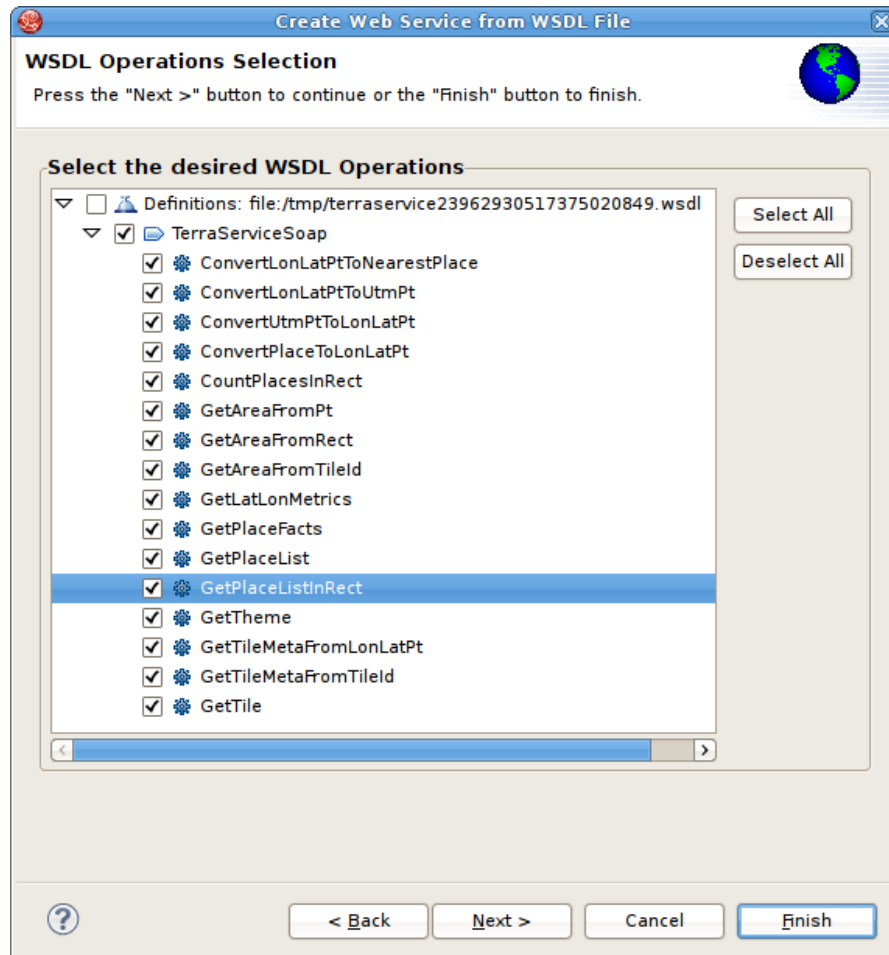 Create Web Service from WSDL File
WSDL Operations Selection
Press the "Next >" button to continue or the "Finish" button to finish.
Select the desired WSDL Operations
Definitions: file:/tmp/terraservice23962930517375020849.wsdl
Select All
TerraServiceSoap
Deselect All
ConvertLonLatPtToNearestPlace
ConvertLonLatPtToUtmPt
ConvertUtmPtToLonLatPt
ConvertPlaceToLonLatPt
CountPlacesInRect
GetAreaFromPt
GetAreaFromRect
GetAreaFromTileId
GetLatLonMetrics
GetPlaceFacts
GetPlaceList
GetPlaceListInRect
GetTheme
GetTileMetaFromLonLatPt
GetTileMetaFromTileId
GetTile
< Back Next > Cancel Finish